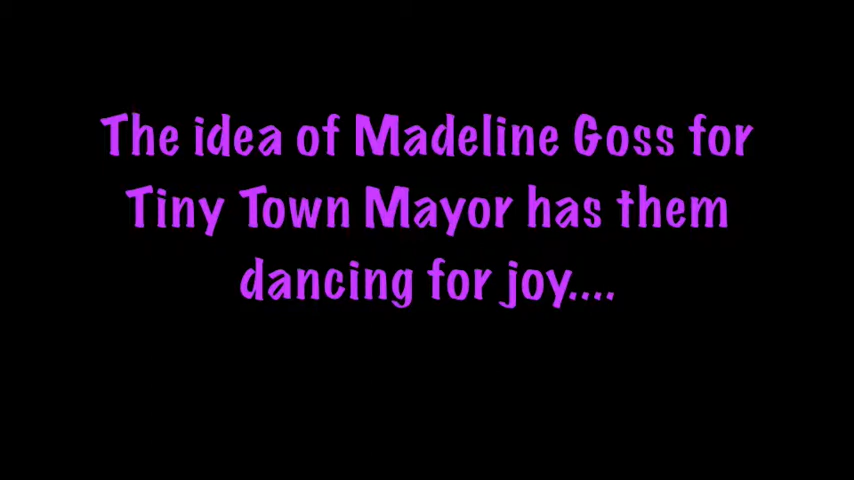 The idea of Madeline Goss for
Tiny Town Mayor has them
dancing for joy....